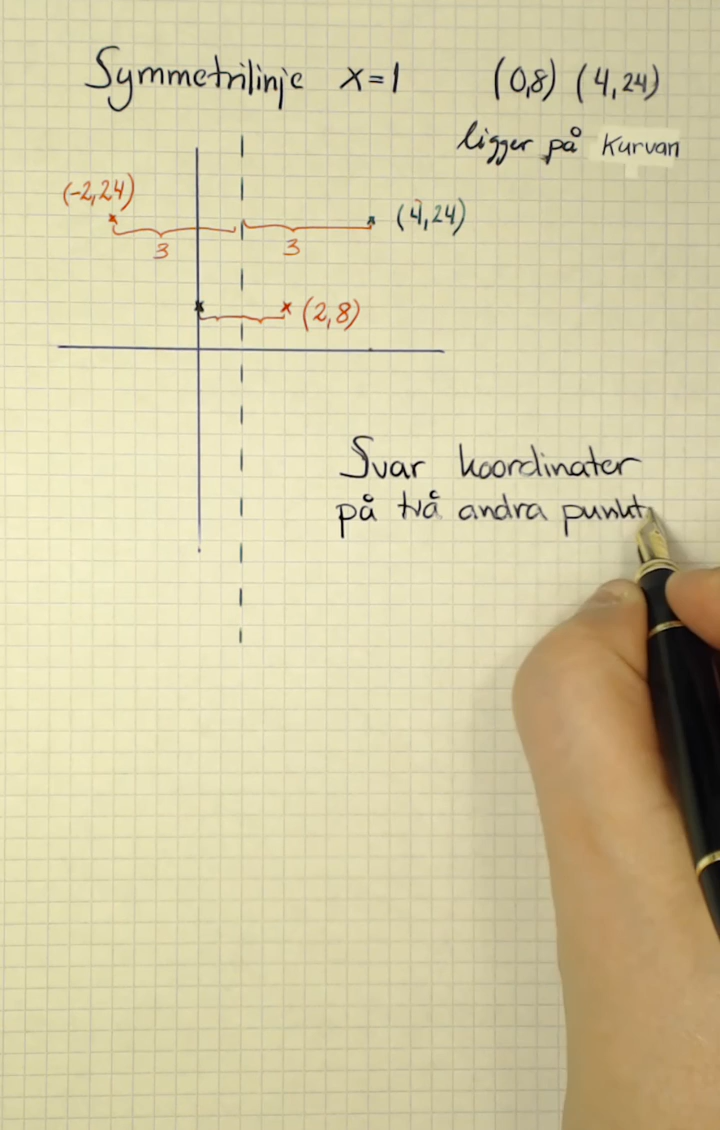 Symmetrilinje x=1 (0,8) (4,24)
ligger på kurvan
(-2,24)
(4,24)
3 3
(2,8)
Svar koordinater
på två andra punkt